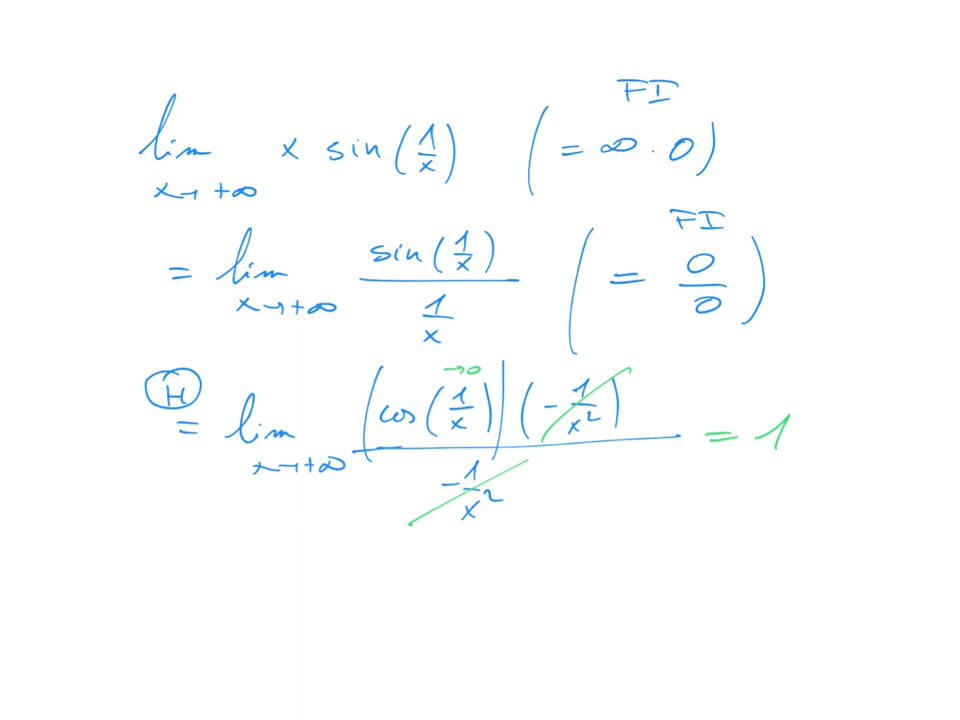 FI
lim x sin(1/x) (= ∞ · 0)
x→+∞
FI
= lim sin(1/x) / (1/x) (= 0/0)
x→+∞
→0
(H) = lim (cos(1/x)) (-1/x²) / (-1/x²) = 1
x→+∞